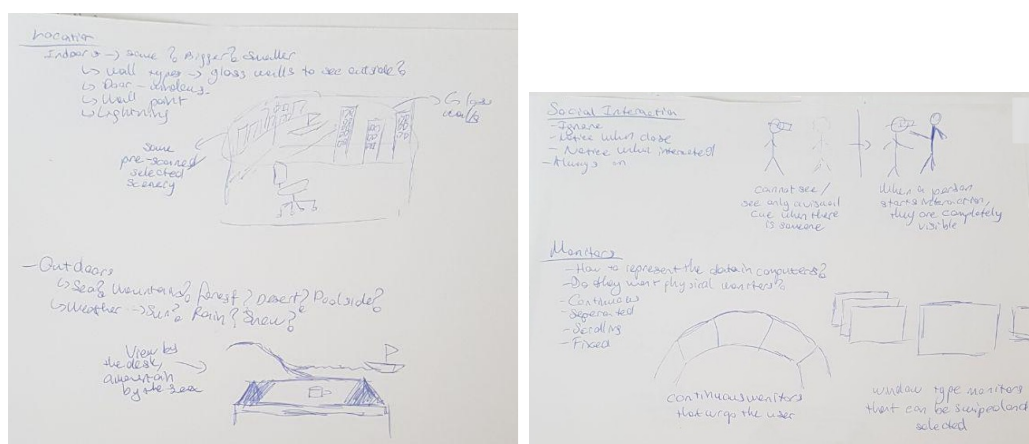 Location
Indoors → Same? Bigger? Smaller
↳ Wall types → glass walls to see outside?
↳ Door - windows
↳ Wall paint
↳ Lightning
↳ glass walls
Some pre-scanned
selected
scenery
- Outdoors
↳ Sea? Mountains? Forest? Desert? Poolside?
↳ Weather → Sun? Rain? Snow?
View by
the desk,
a mountain
by the sea
Social Interaction
- Ignore
- Notice when close
- Notice when interacted
- Always on
cannot see/
see only a visual
cue when there
is someone
When a person
starts interaction,
they are completely
visible
Monitors
- How to represent the data in computers?
- Do they want physical monitors?
- Continuous
- Separated
- Scrolling
- Fixed
continuous monitors
that wrap the user
window type monitors
that can be swiped and
selected